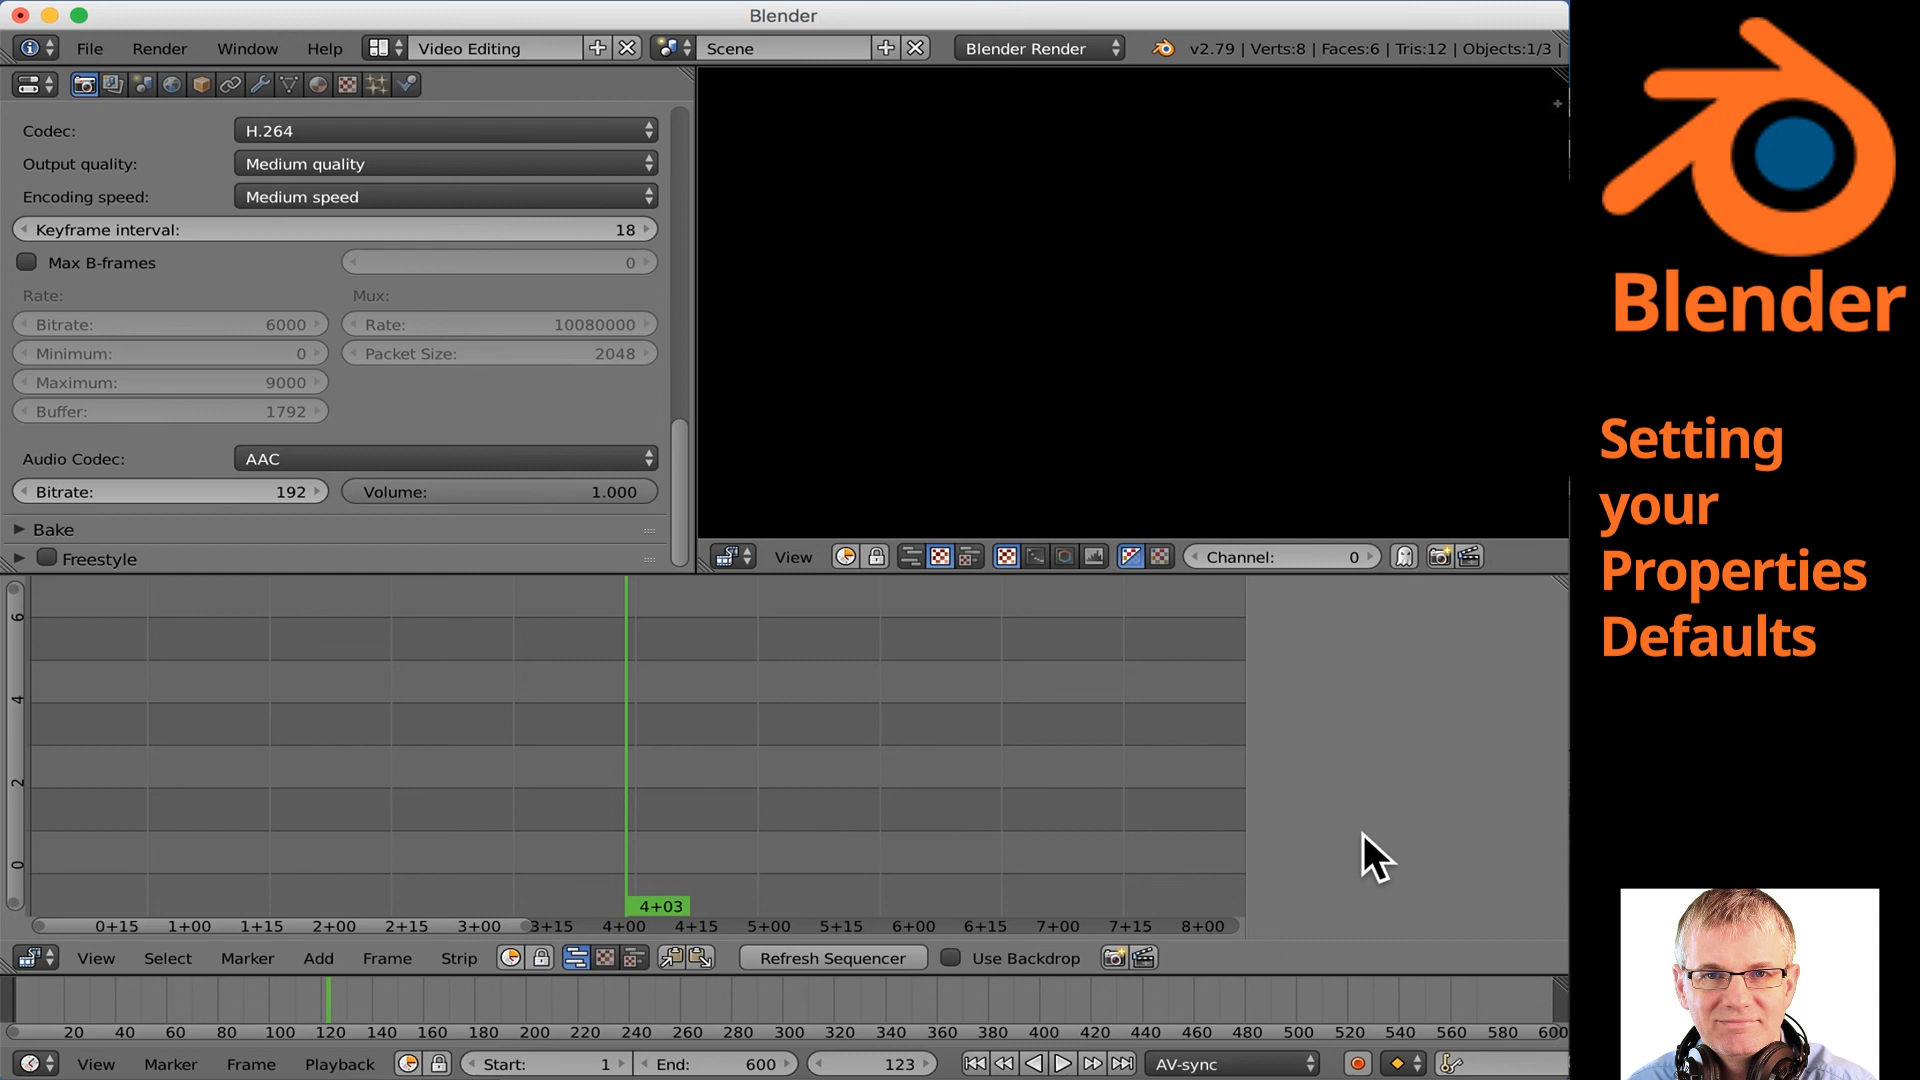 Blender
File Render Window Help Video Editing Scene Blender Render v2.79 | Verts:8 | Faces:6 | Tris:12 | Objects:1/3 |
Codec: H.264
Output quality: Medium quality
Encoding speed: Medium speed
Keyframe interval: 18
Max B-frames 0
Rate: Mux:
Bitrate: 6000 Rate: 10080000
Minimum: 0 Packet Size: 2048
Maximum: 9000
Buffer: 1792
Audio Codec: AAC
Bitrate: 192 Volume: 1.000
Bake
Freestyle
View Channel: 0
6
4
2
0
4+03
0+15 1+00 1+15 2+00 2+15 3+00 3+15 4+00 4+15 5+00 5+15 6+00 6+15 7+00 7+15 8+00
View Select Marker Add Frame Strip Refresh Sequencer Use Backdrop
20 40 60 80 100 120 140 160 180 200 220 240 260 280 300 320 340 360 380 400 420 440 460 480 500 520 540 560 580 600
View Marker Frame Playback Start: 1 End: 600 123 AV-sync
Blender
Setting
your
Properties
Defaults